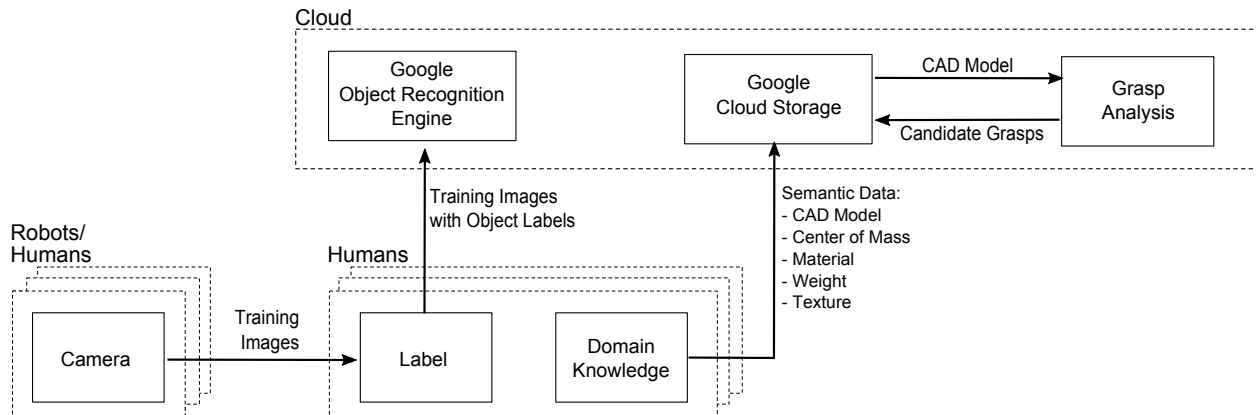 Cloud
Google
Object Recognition
Engine
Google
Cloud Storage
CAD Model
Candidate Grasps
Grasp
Analysis
Training Images
with Object Labels
Semantic Data:
- CAD Model
- Center of Mass
- Material
- Weight
- Texture
Robots/
Humans
Humans
Camera
Training
Images
Label
Domain
Knowledge